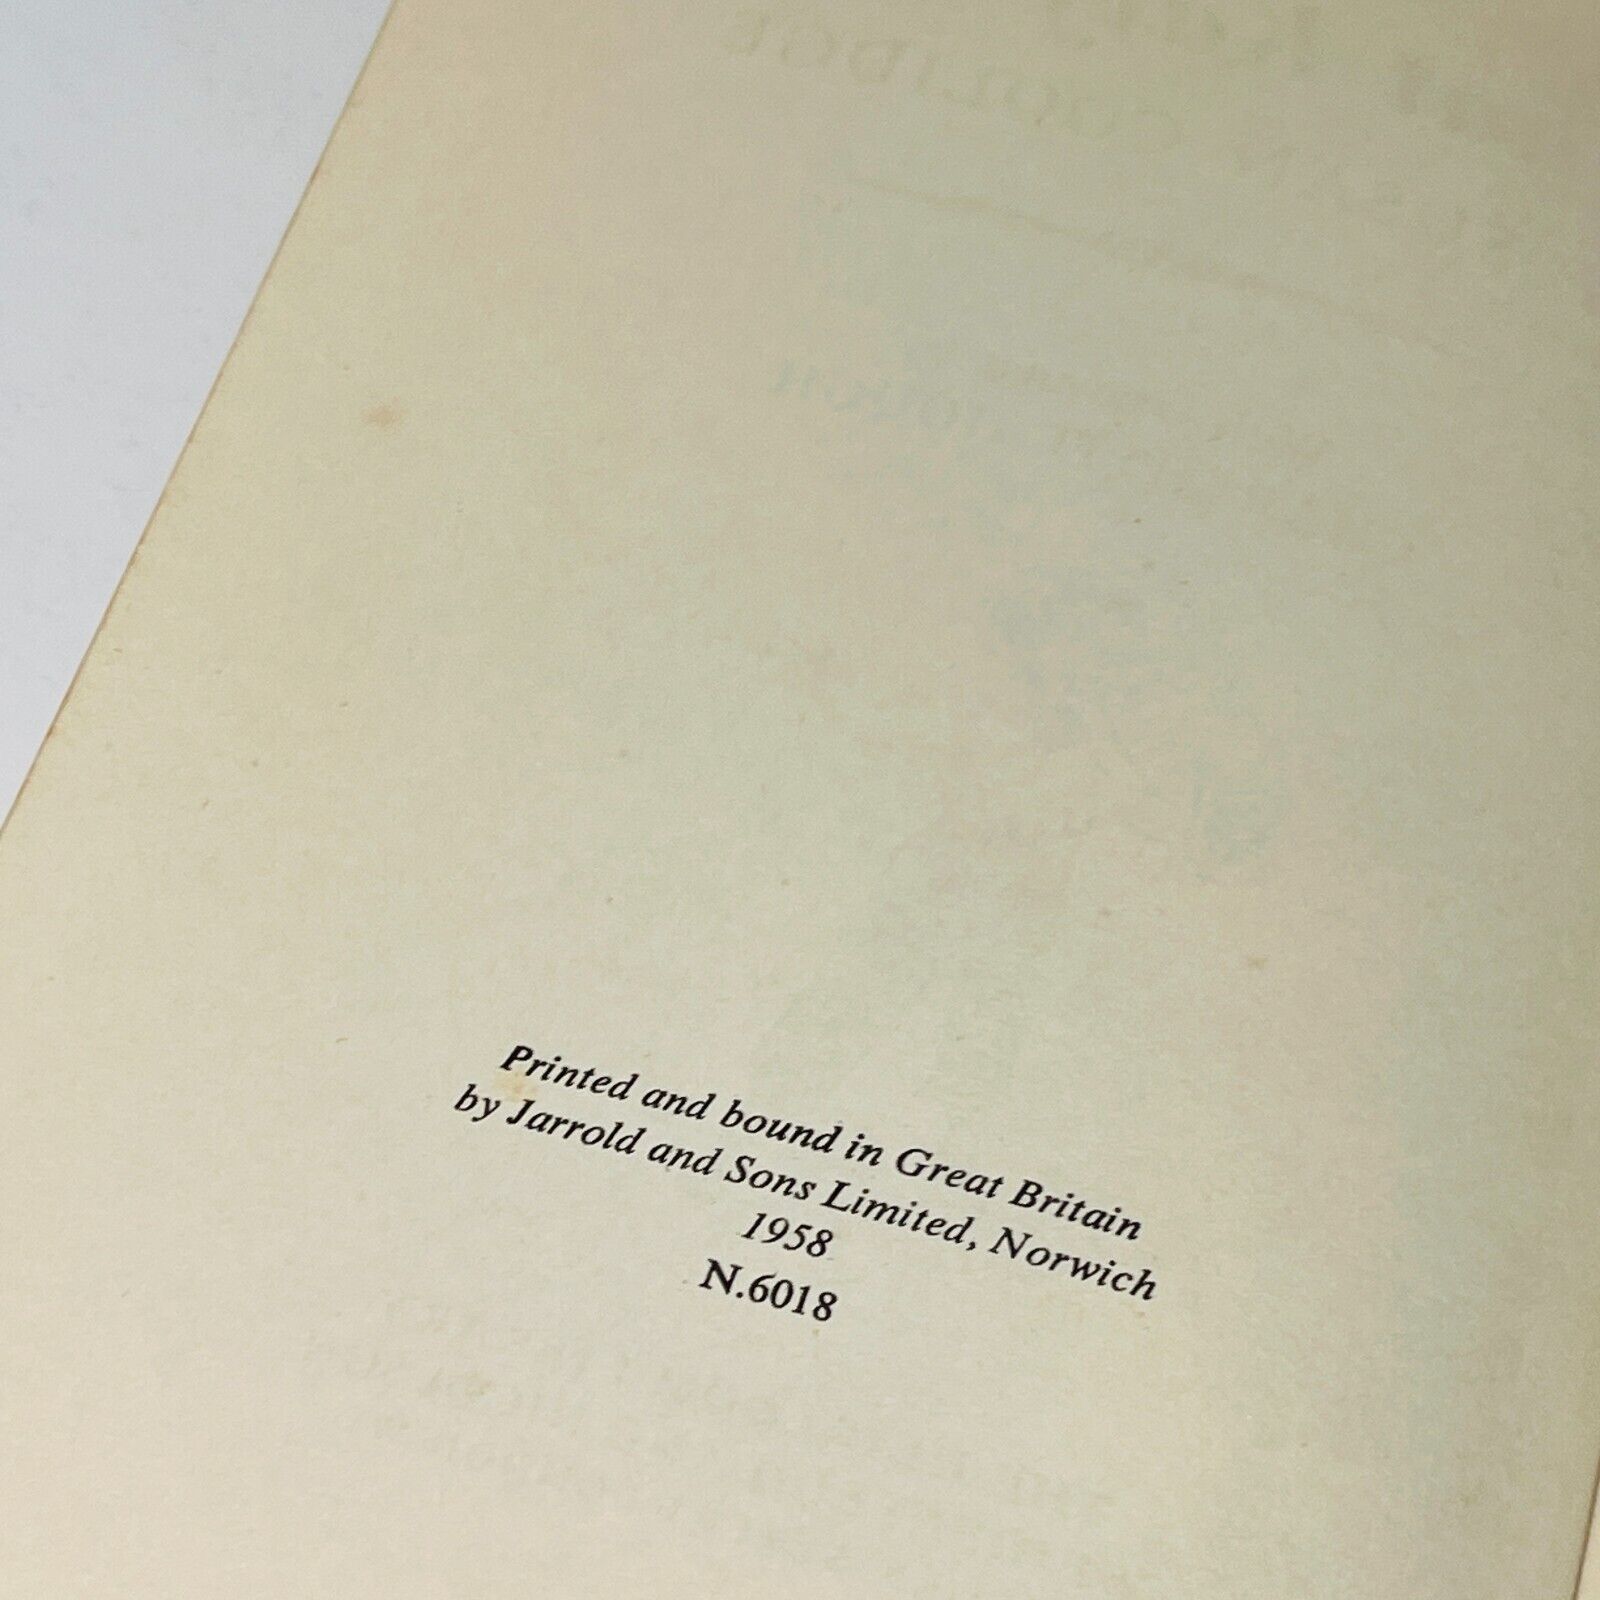 Printed and bound in Great Britain
by Jarrold and Sons Limited, Norwich
1958
N.6018